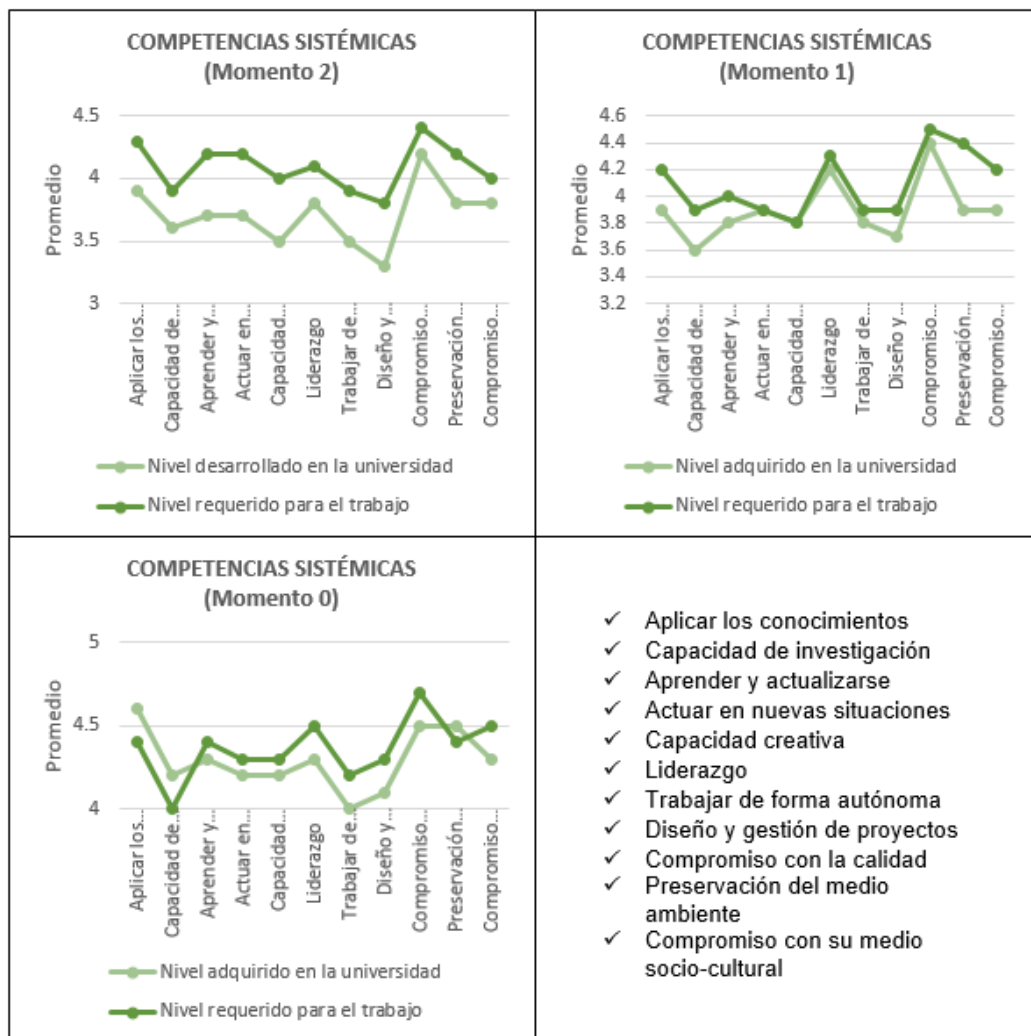 COMPETENCIAS SISTÉMICAS
(Momento 2)
4.5
4
3.5
3
Promedio
Aplicar los...
Capacidad de...
Aprender y...
Actuar en...
Capacidad...
Liderazgo
Trabajar de...
Diseño y...
Compromiso...
Preservación...
Compromiso...
Nivel desarrollado en la universidad
Nivel requerido para el trabajo
COMPETENCIAS SISTÉMICAS
(Momento 1)
4.6
4.4
4.2
4
3.8
3.6
3.4
3.2
Promedio
Aplicar los...
Capacidad de...
Aprender y...
Actuar en...
Capacidad...
Liderazgo
Trabajar de...
Diseño y...
Compromiso...
Preservación...
Compromiso...
Nivel adquirido en la universidad
Nivel requerido para el trabajo
COMPETENCIAS SISTÉMICAS
(Momento 0)
5
4.5
4
Promedio
Aplicar los...
Capacidad de...
Aprender y...
Actuar en...
Capacidad...
Liderazgo
Trabajar de...
Diseño y...
Compromiso...
Preservación...
Compromiso...
Nivel adquirido en la universidad
Nivel requerido para el trabajo
✓ Aplicar los conocimientos
✓ Capacidad de investigación
✓ Aprender y actualizarse
✓ Actuar en nuevas situaciones
✓ Capacidad creativa
✓ Liderazgo
✓ Trabajar de forma autónoma
✓ Diseño y gestión de proyectos
✓ Compromiso con la calidad
✓ Preservación del medio
ambiente
✓ Compromiso con su medio
socio-cultural